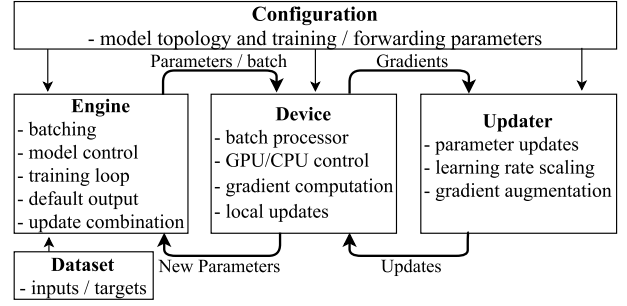 Configuration
- model topology and training / forwarding parameters
Parameters / batch
Gradients
Engine
- batching
- model control
- training loop
- default output
- update combination
Device
- batch processor
- GPU/CPU control
- gradient computation
- local updates
Updater
- parameter updates
- learning rate scaling
- gradient augmentation
Dataset
- inputs / targets
New Parameters
Updates